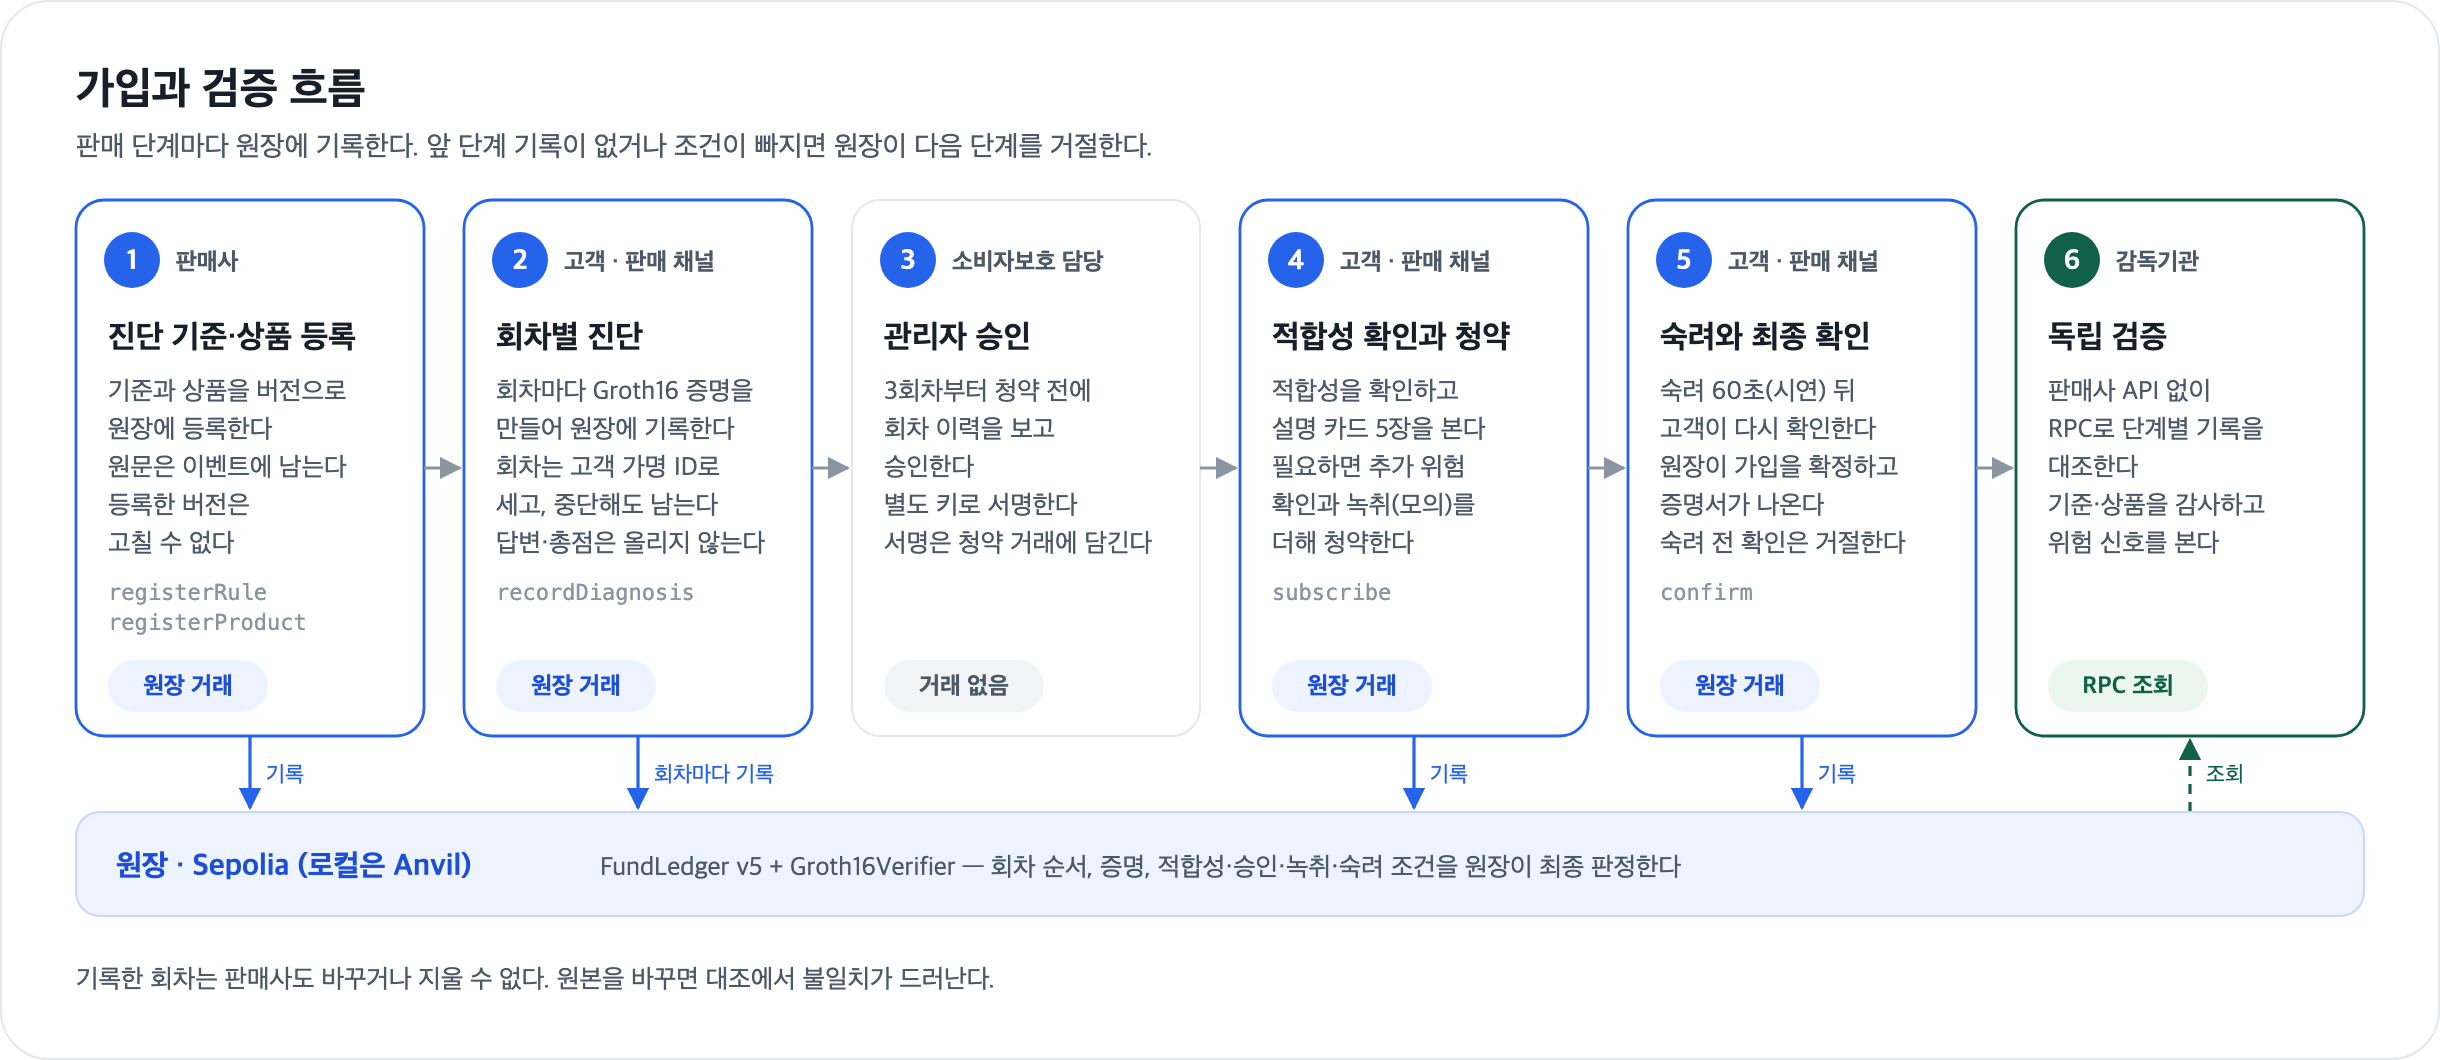 가입과 검증 흐름
판매 단계마다 원장에 기록한다. 앞 단계 기록이 없거나 조건이 빠지면 원장이 다음 단계를 거절한다.
1 판매사
진단 기준·상품 등록
기준과 상품을 버전으로
원장에 등록한다
원문은 이벤트에 남는다
등록한 버전은
고칠 수 없다
registerRule
registerProduct
원장 거래
2 고객 · 판매 채널
회차별 진단
회차마다 Groth16 증명을
만들어 원장에 기록한다
회차는 고객 가명 ID로
세고, 중단해도 남는다
답변·총점은 올리지 않는다
recordDiagnosis
원장 거래
3 소비자보호 담당
관리자 승인
3회차부터 청약 전에
회차 이력을 보고
승인한다
별도 키로 서명한다
서명은 청약 거래에 담긴다
거래 없음
4 고객 · 판매 채널
적합성 확인과 청약
적합성을 확인하고
설명 카드 5장을 본다
필요하면 추가 위험
확인과 녹취(모의)를
더해 청약한다
subscribe
원장 거래
5 고객 · 판매 채널
숙려와 최종 확인
숙려 60초(시연) 뒤
고객이 다시 확인한다
원장이 가입을 확정하고
증명서가 나온다
숙려 전 확인은 거절한다
confirm
원장 거래
6 감독기관
독립 검증
판매사 API 없이
RPC로 단계별 기록을
대조한다
기준·상품을 감사하고
위험 신호를 본다
RPC 조회
기록
회차마다 기록
기록
기록
조회
원장 · Sepolia (로컬은 Anvil)
FundLedger v5 + Groth16Verifier — 회차 순서, 증명, 적합성·승인·녹취·숙려 조건을 원장이 최종 판정한다
기록한 회차는 판매사도 바꾸거나 지울 수 없다. 원본을 바꾸면 대조에서 불일치가 드러난다.